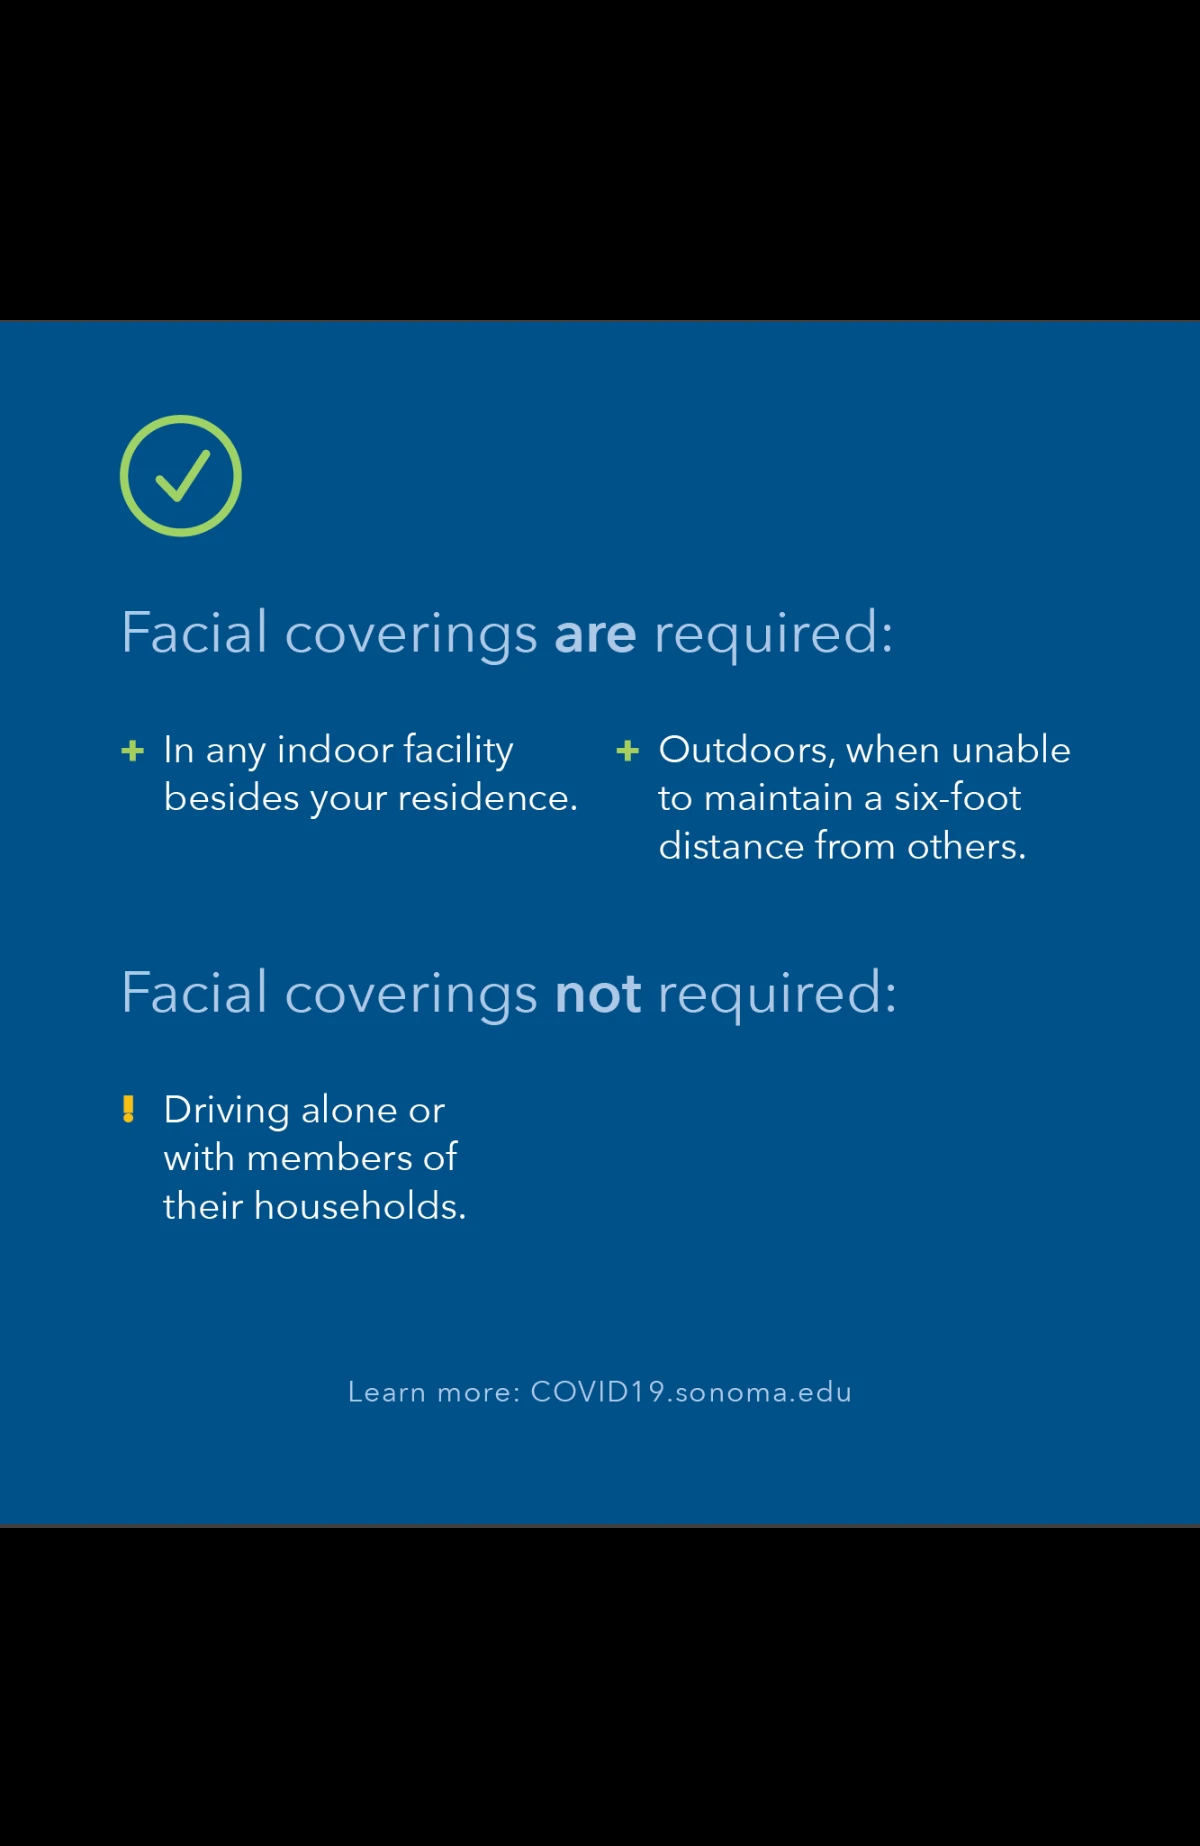 Facial coverings are required:
+ In any indoor facility
besides your residence.
+ Outdoors, when unable
to maintain a six-foot
distance from others.
Facial coverings not required:
! Driving alone or
with members of
their households.
Learn more: COVID19.sonoma.edu